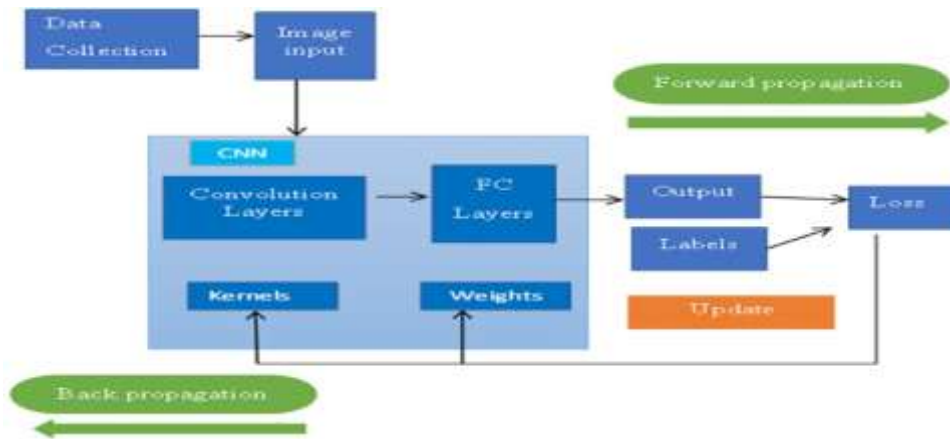 Data
Collection
Image
input
Forward propagation
CNN
Convolution
Layers
FC
Layers
Output
Loss
Labels
Kernels
Weights
Update
Back propagation